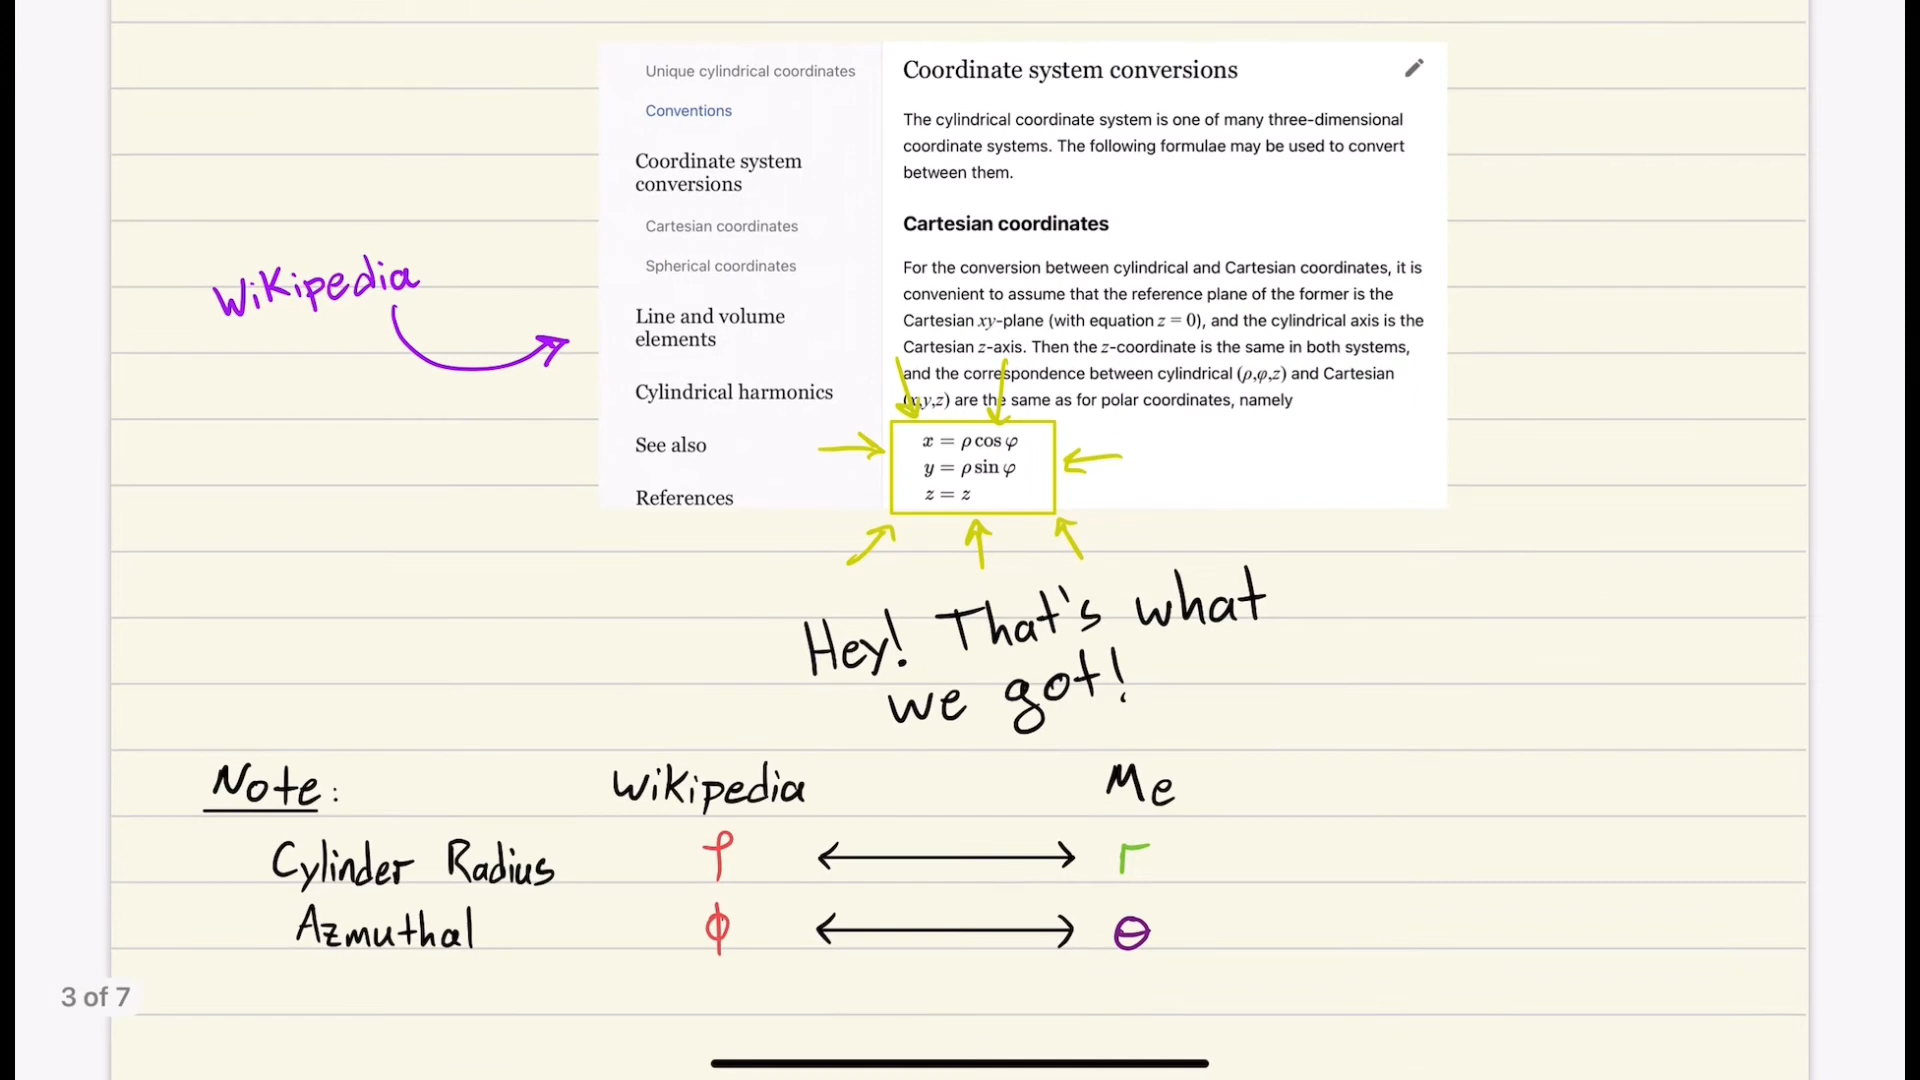 Unique cylindrical coordinates
Conventions
Coordinate system
conversions
Cartesian coordinates
Spherical coordinates
Line and volume
elements
Cylindrical harmonics
See also
References
Coordinate system conversions
The cylindrical coordinate system is one of many three-dimensional
coordinate systems. The following formulae may be used to convert
between them.
Cartesian coordinates
For the conversion between cylindrical and Cartesian coordinates, it is
convenient to assume that the reference plane of the former is the
Cartesian xy-plane (with equation z = 0), and the cylindrical axis is the
Cartesian z-axis. Then the z-coordinate is the same in both systems,
and the correspondence between cylindrical (ρ,φ,z) and Cartesian
(x,y,z) are the same as for polar coordinates, namely
x = ρ cos φ
y = ρ sin φ
z = z
Wikipedia
Hey! That's what
we got!
Note: Wikipedia Me
Cylinder Radius ρ ⟷ r
Azmuthal ϕ ⟷ θ
3 of 7